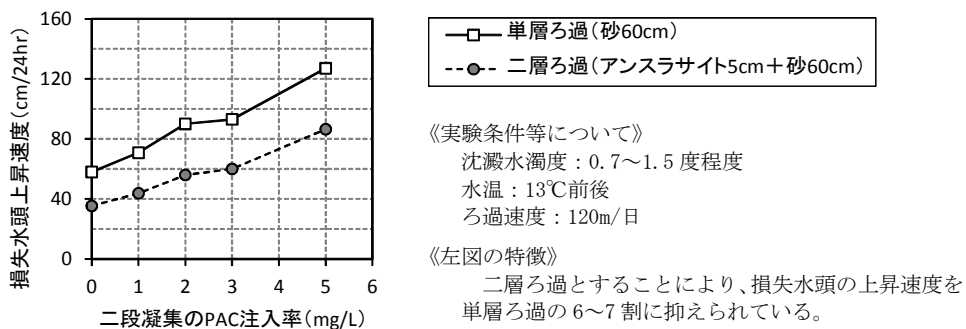 160
120
80
40
0
0 1 2 3 4 5 6
損失水頭上昇速度(cm/24hr)
二段凝集のPAC注入率(mg/L)
単層ろ過(砂60cm)
二層ろ過(アンスラサイト5cm+砂60cm)
《実験条件等について》
沈澱水濁度:0.7~1.5 度程度
水温:13℃前後
ろ過速度:120m/日
《左図の特徴》
二層ろ過とすることにより、損失水頭の上昇速度を
単層ろ過の 6~7 割に抑えられている。